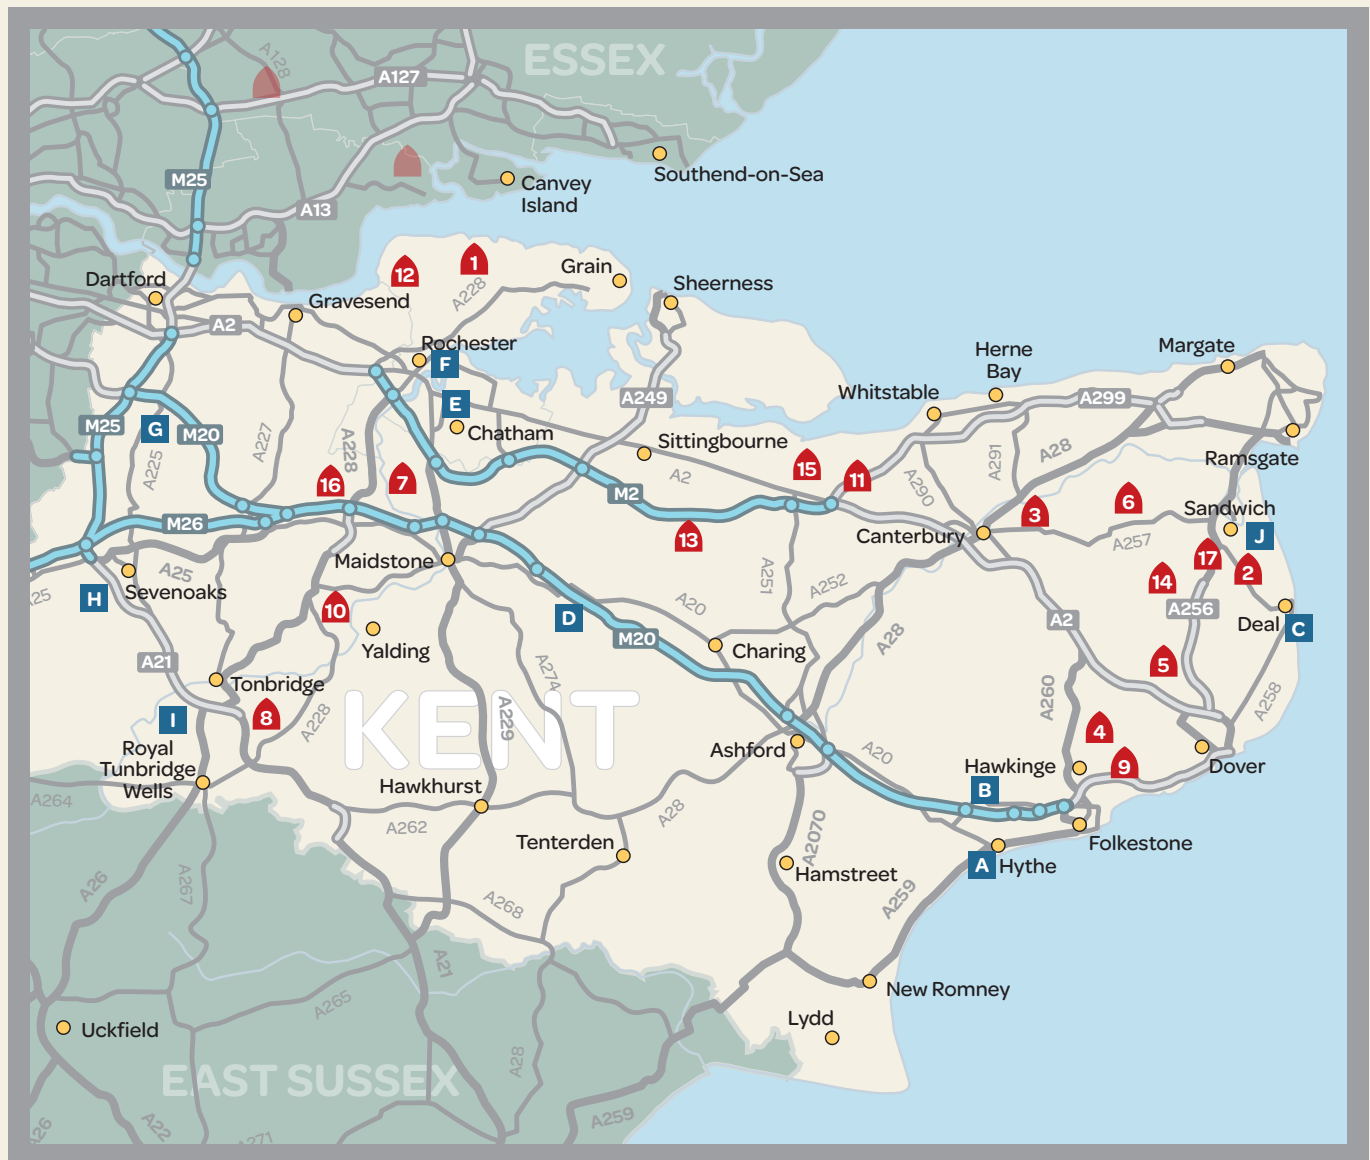 ESSEX
A128
A127
M25
Southend-on-Sea
Canvey
Island
A13
Dartford
12
1
Grain
Sheerness
A228
Gravesend
A2
Rochester
F
Herne
Bay
Margate
Whitstable
A249
A299
E
Chatham
M25
G
M20
A227
A228
Sittingbourne
A28
A291
Ramsgate
A225
16
7
A2
15
11
A290
M2
6
Sandwich
M26
3
13
Canterbury
A257
J
Maidstone
17
2
A25
Sevenoaks
A251
A252
14
H
A25
10
D
A20
A256
Deal
C
M20
A2
Yalding
Charing
A28
A21
5
Tonbridge
A274
A260
A258
I
8
A228
KENT
A229
4
Royal
Tunbridge
Wells
Ashford
A20
Hawkinge
9
Dover
A264
Hawkhurst
B
A262
A28
A2070
Tenterden
Folkestone
A
Hythe
Hamstreet
A26
A267
A268
A259
A21
New Romney
A265
Lydd
Uckfield
A28
EAST SUSSEX
A26
A22
A271
A259